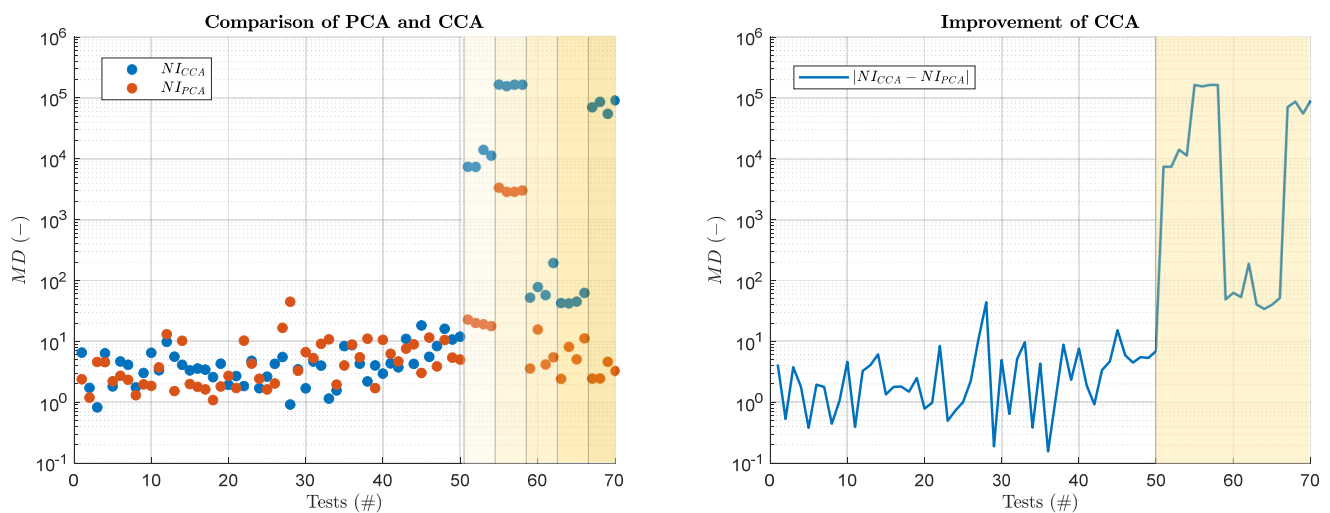 Comparison of PCA and CCA
10^6
10^5
10^4
10^3
10^2
10^1
10^0
10^-1
MD (−)
NI_CCA
NI_PCA
0 10 20 30 40 50 60 70
Tests (#)
Improvement of CCA
10^6
10^5
10^4
10^3
10^2
10^1
10^0
10^-1
MD (−)
|NI_CCA − NI_PCA|
0 10 20 30 40 50 60 70
Tests (#)